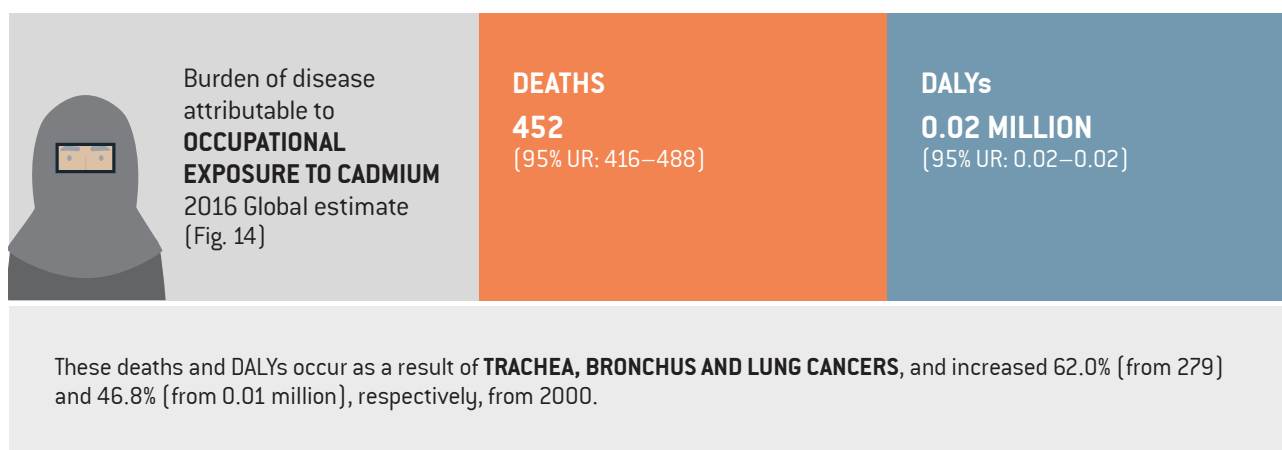 Burden of disease
attributable to
OCCUPATIONAL
EXPOSURE TO CADMIUM
2016 Global estimate
(Fig. 14)
DEATHS
452
(95% UR: 416–488)
DALYs
0.02 MILLION
(95% UR: 0.02–0.02)
These deaths and DALYs occur as a result of TRACHEA, BRONCHUS AND LUNG CANCERS, and increased 62.0% (from 279)
and 46.8% (from 0.01 million), respectively, from 2000.